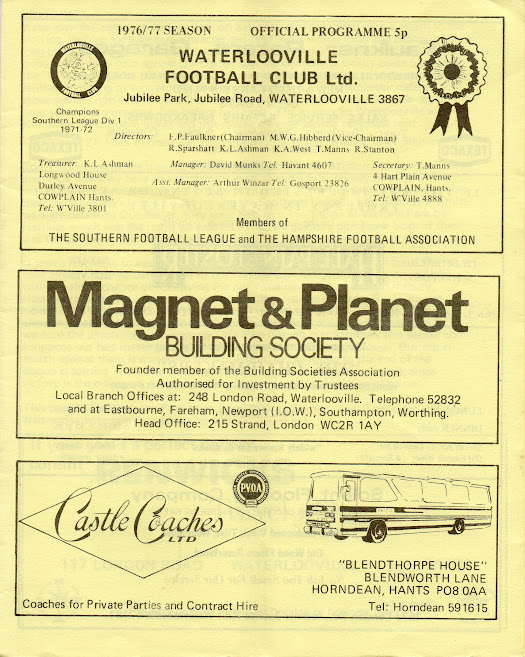 1976/77 SEASON OFFICIAL PROGRAMME 5p
WATERLOOVILLE
FOOTBALL CLUB
WATERLOOVILLE
FOOTBALL CLUB Ltd.
Jubilee Park, Jubilee Road, WATERLOOVILLE 3867
Champions
Southern League Div 1
1971-72
Directors: F.P.Faulkner(Chairman) M.W.G.Hibberd(Vice-Chairman)
R.Sparshatt K.L.Ashman K.A.West T.Manns R.Stanton
Treasurer K.L.Ashman
Longwood House
Durley Avenue
COWPLAIN Hants.
Tel: W'Ville 3801
Manager: David Munks Tel: Havant 4607
Asst. Manager: Arthur Winzar Tel: Gosport 23826
Secretary: T.Manns
4 Hart Plain Avenue
COWPLAIN, Hants.
Tel: W'Ville 4888
Members of
THE SOUTHERN FOOTBALL LEAGUE and THE HAMPSHIRE FOOTBALL ASSOCIATION
Magnet & Planet
BUILDING SOCIETY
Founder member of the Building Societies Association
Authorised for Investment by Trustees
Local Branch Offices at: 248 London Road, Waterlooville. Telephone 52832
and at Eastbourne, Fareham, Newport (I.O.W.), Southampton, Worthing.
Head Office: 215 Strand, London WC2R 1AY
PVOA
Castle Coaches
LTD
"BLENDTHORPE HOUSE"
BLENDWORTH LANE
HORNDEAN, HANTS PO8 0AA
Coaches for Private Parties and Contract Hire
Tel: Horndean 591615